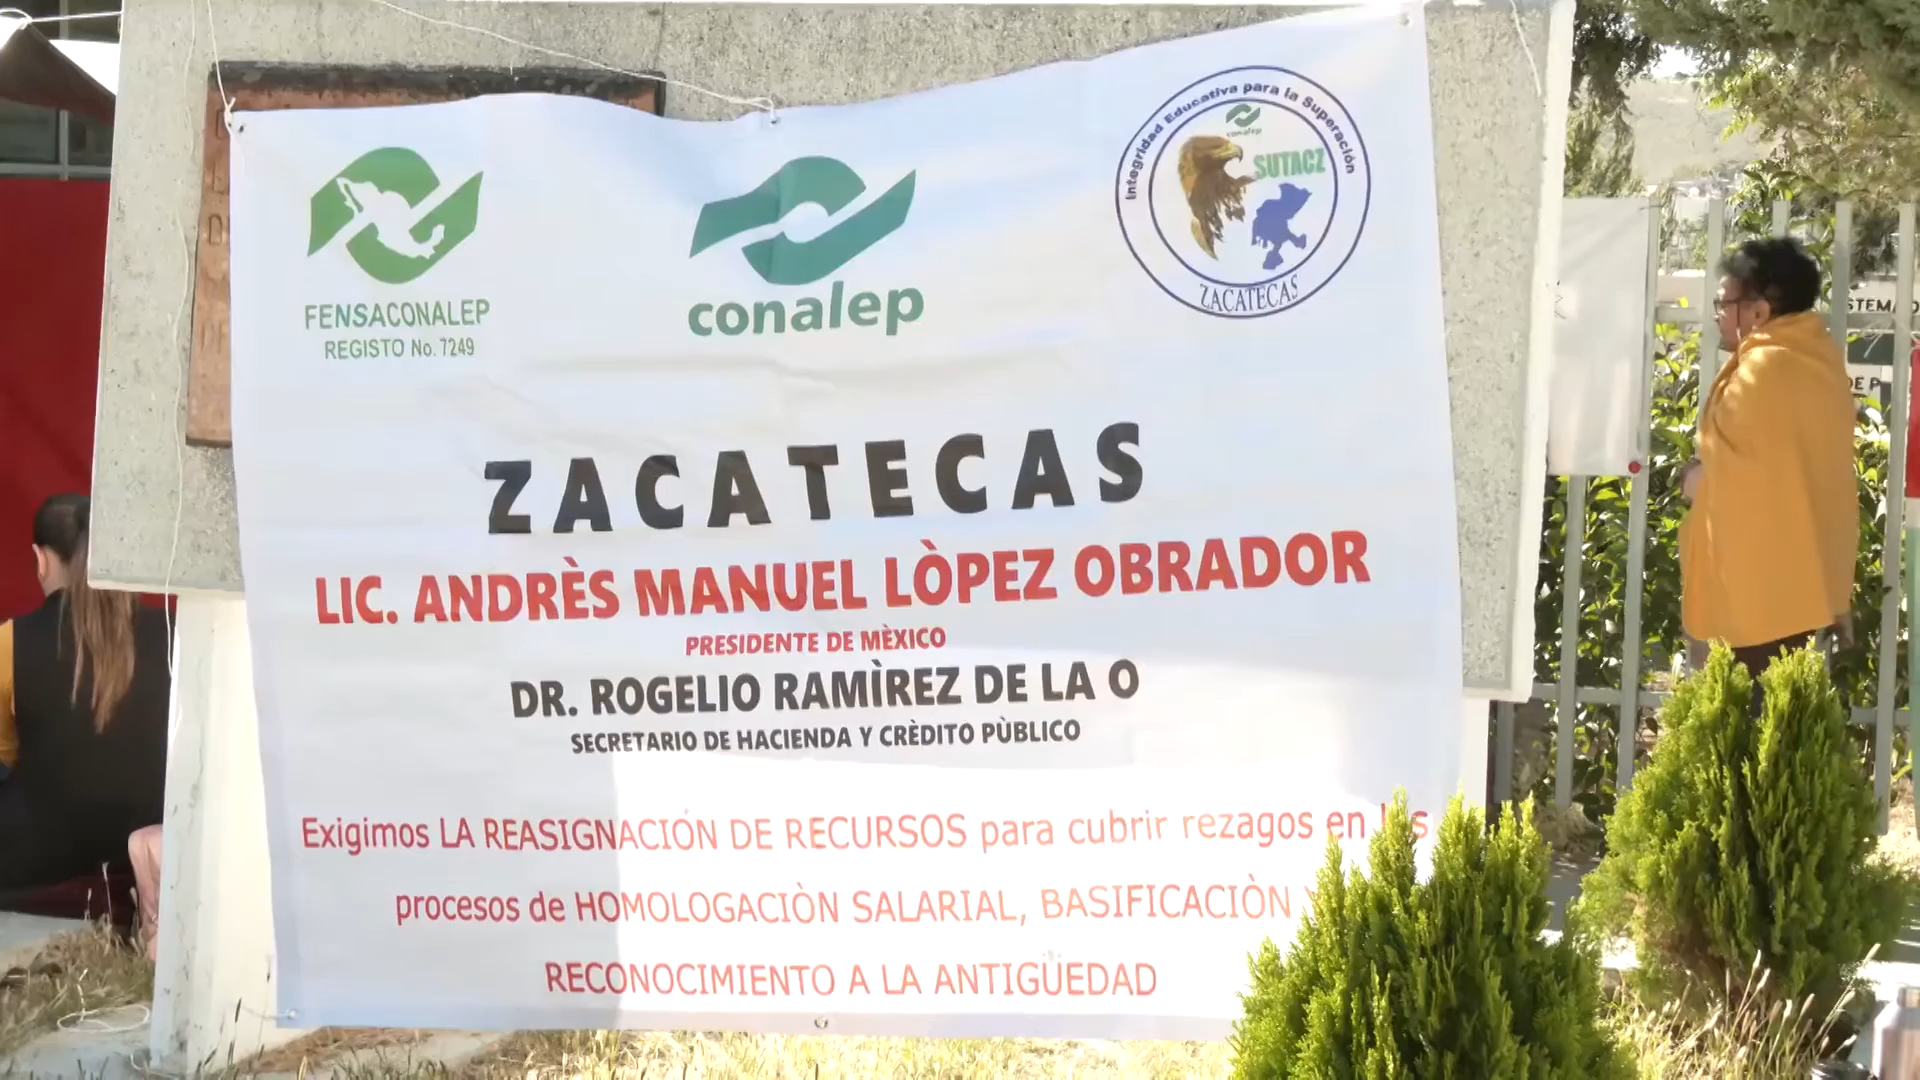 FENSACONALEP
REGISTO No. 7249
conalep
Integridad Educativa para la Superación
conalep
SUTACZ
ZACATECAS
ZACATECAS
LIC. ANDRÈS MANUEL LÒPEZ OBRADOR
PRESIDENTE DE MÈXICO
DR. ROGELIO RAMÌREZ DE LA O
SECRETARIO DE HACIENDA Y CRÈDITO PÙBLICO
Exigimos LA REASIGNACIÓN DE RECURSOS para cubrir rezagos en
procesos de HOMOLOGACIÒN SALARIAL, BASIFICACIÒN
RECONOCIMIENTO A LA ANTIGÜEDAD
STEMA
DE